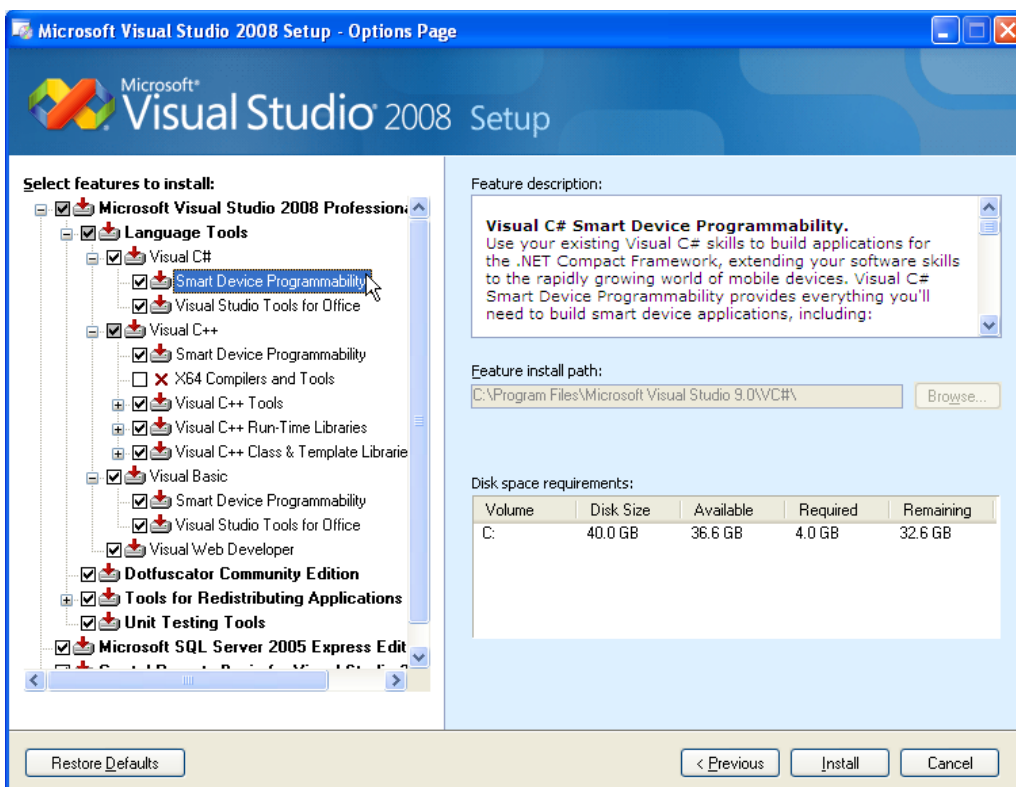 Microsoft Visual Studio 2008 Setup - Options Page
Microsoft®
Visual Studio® 2008 Setup
Select features to install:
Microsoft Visual Studio 2008 Professiona
Language Tools
Visual C#
Smart Device Programmability
Visual Studio Tools for Office
Visual C++
Smart Device Programmability
X64 Compilers and Tools
Visual C++ Tools
Visual C++ Run-Time Libraries
Visual C++ Class & Template Librarie
Visual Basic
Smart Device Programmability
Visual Studio Tools for Office
Visual Web Developer
Dotfuscator Community Edition
Tools for Redistributing Applications
Unit Testing Tools
Microsoft SQL Server 2005 Express Edit
Feature description:
Visual C# Smart Device Programmability.
Use your existing Visual C# skills to build applications for
the .NET Compact Framework, extending your software skills
to the rapidly growing world of mobile devices. Visual C#
Smart Device Programmability provides everything you'll
need to build smart device applications, including:
Feature install path:
C:\Program Files\Microsoft Visual Studio 9.0\VC#\
Browse...
Disk space requirements:
Volume Disk Size Available Required Remaining
C: 40.0 GB 36.6 GB 4.0 GB 32.6 GB
Restore Defaults
< Previous
Install
Cancel